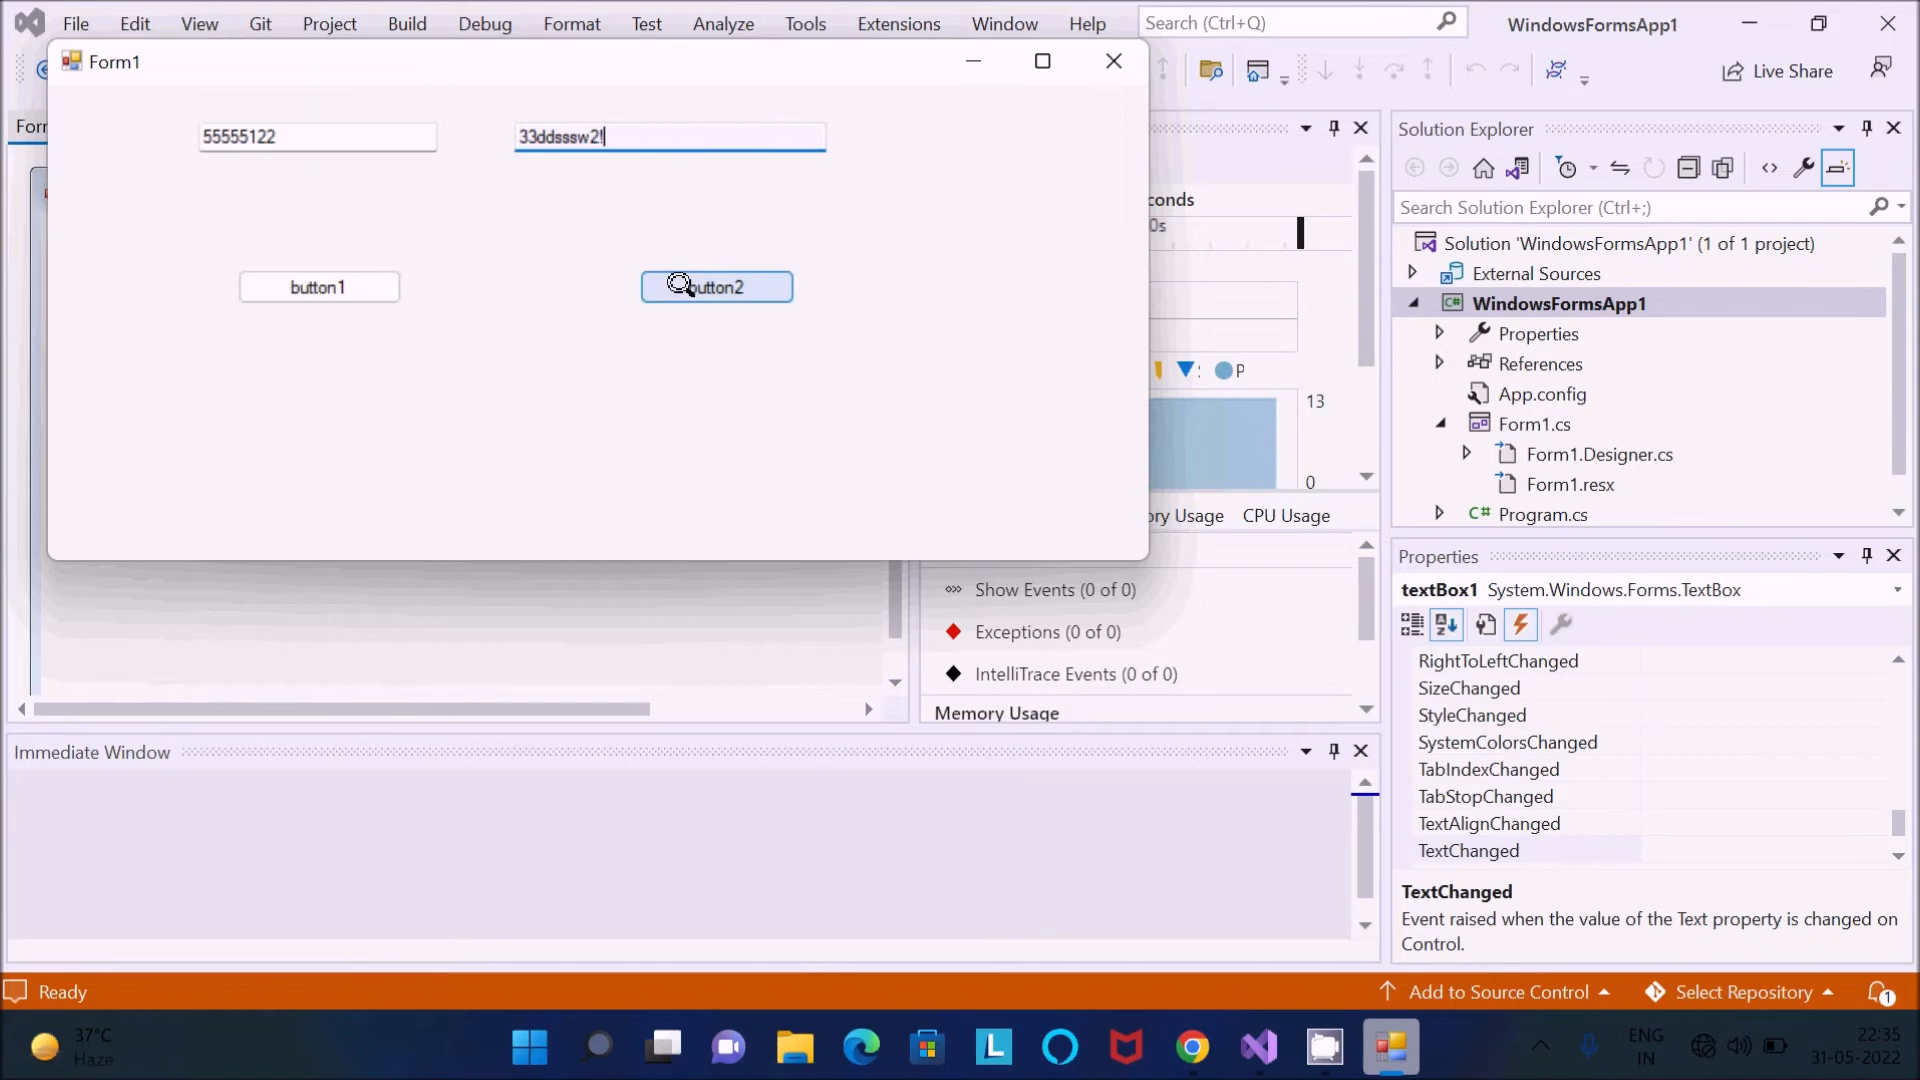 File Edit View Git Project Build Debug Format Test Analyze Tools Extensions Window Help Search (Ctrl+Q) WindowsFormsApp1
Form1
Live Share
55555122 33ddsssw2!
button1 button2
Solution Explorer
Search Solution Explorer (Ctrl+;)
Solution 'WindowsFormsApp1' (1 of 1 project)
External Sources
WindowsFormsApp1
Properties
References
App.config
Form1.cs
Form1.Designer.cs
Form1.resx
Program.cs
conds
0s
P
13
0
ory Usage CPU Usage
Show Events (0 of 0)
Exceptions (0 of 0)
IntelliTrace Events (0 of 0)
Memory Usage
Properties
textBox1 System.Windows.Forms.TextBox
RightToLeftChanged
SizeChanged
StyleChanged
SystemColorsChanged
TabIndexChanged
TabStopChanged
TextAlignChanged
TextChanged
TextChanged
Event raised when the value of the Text property is changed on
Control.
Immediate Window
Ready Add to Source Control Select Repository 1
37°C
Haze
ENG
IN
22:35
31-05-2022